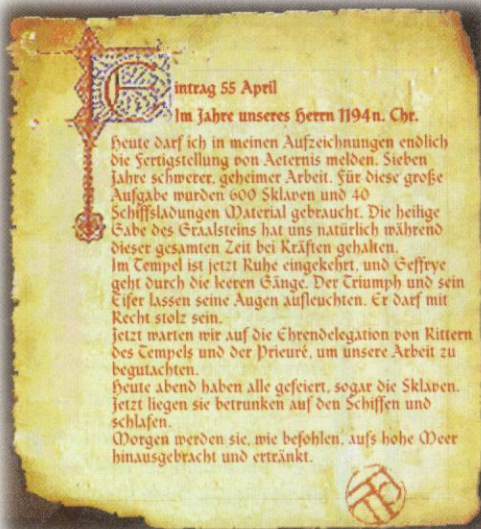 Eintrag 55 April
Im Jahre unseres Herrn 1194 n. Chr.
Heute darf ich in meinen Aufzeichnungen endlich
die Fertigstellung von Aeternis melden. Sieben
Jahre schwerer, geheimer Arbeit. Für diese große
Aufgabe wurden 600 Sklaven und 40
Schiffsladungen Material gebraucht. Die heilige
Gabe des Graalsteins hat uns natürlich während
dieser gesamten Zeit bei Kräften gehalten.
Im Tempel ist jetzt Ruhe eingekehrt, und Geffrye
geht durch die leeren Gänge. Der Triumph und sein
Eifer lassen seine Augen aufleuchten. Er darf mit
Recht stolz sein.
Jetzt warten wir auf die Ehrendelegation von Rittern
des Tempels und der Prieuré, um unsere Arbeit zu
begutachten.
Heute abend haben alle gefeiert, sogar die Sklaven.
Jetzt liegen sie betrunken auf den Schiffen und
schlafen.
Morgen werden sie, wie befohlen, aufs hohe Meer
hinausgebracht und ertränkt.